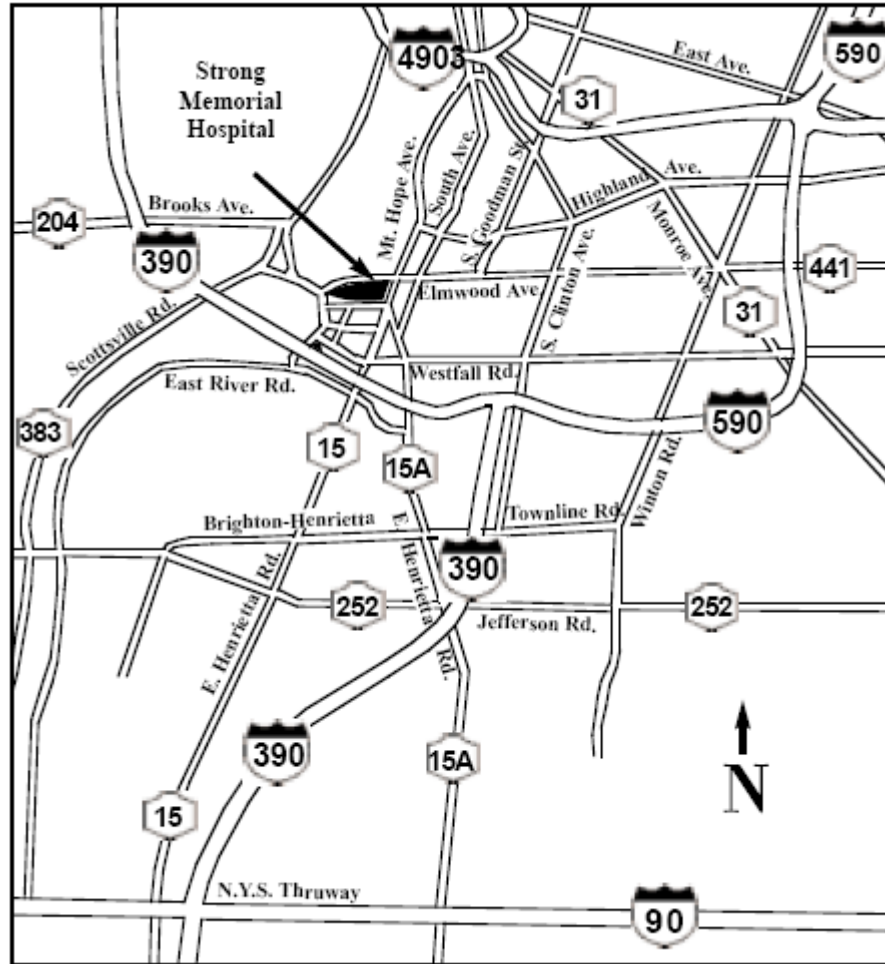 4903
590
East Ave.
Strong
Memorial
Hospital
31
Mt. Hope Ave.
South Ave.
S. Goodman St.
Highland Ave.
204
Brooks Ave.
390
Monroe Ave.
441
Elmwood Ave.
S. Clinton Ave.
31
Scottsville Rd.
Westfall Rd.
East River Rd.
590
383
15
15A
Winton Rd.
Brighton-Henrietta
Townline Rd.
390
E. Henrietta Rd.
E. Henrietta Rd.
252
Jefferson Rd.
252
390
15A
N
15
N.Y.S. Thruway
90